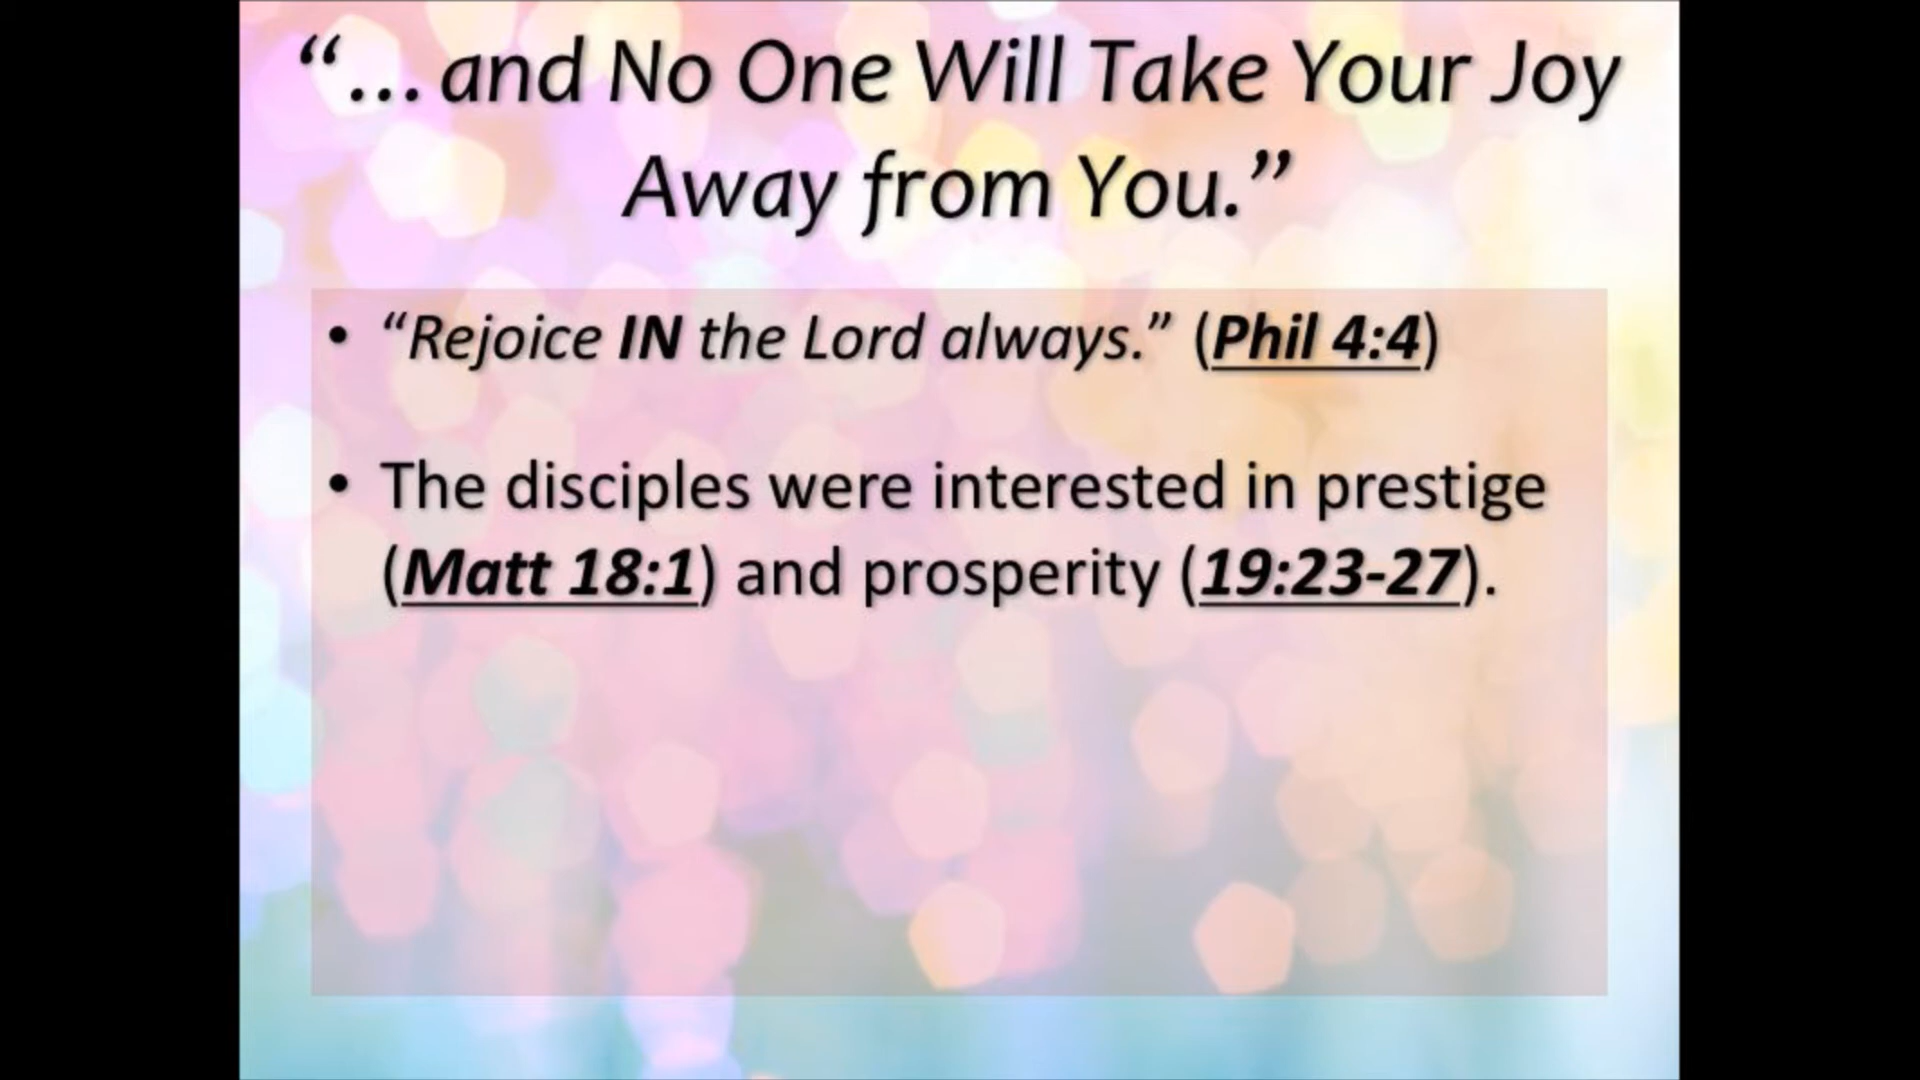 “… and No One Will Take Your Joy
Away from You.”
• “Rejoice IN the Lord always.” (Phil 4:4)
• The disciples were interested in prestige
(Matt 18:1) and prosperity (19:23-27).